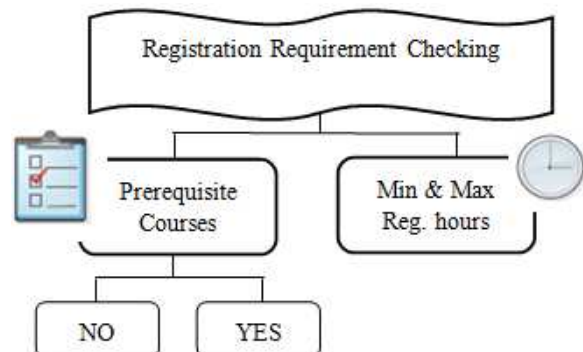 Registration Requirement Checking
Prerequisite
Courses
Min & Max
Reg. hours
NO
YES